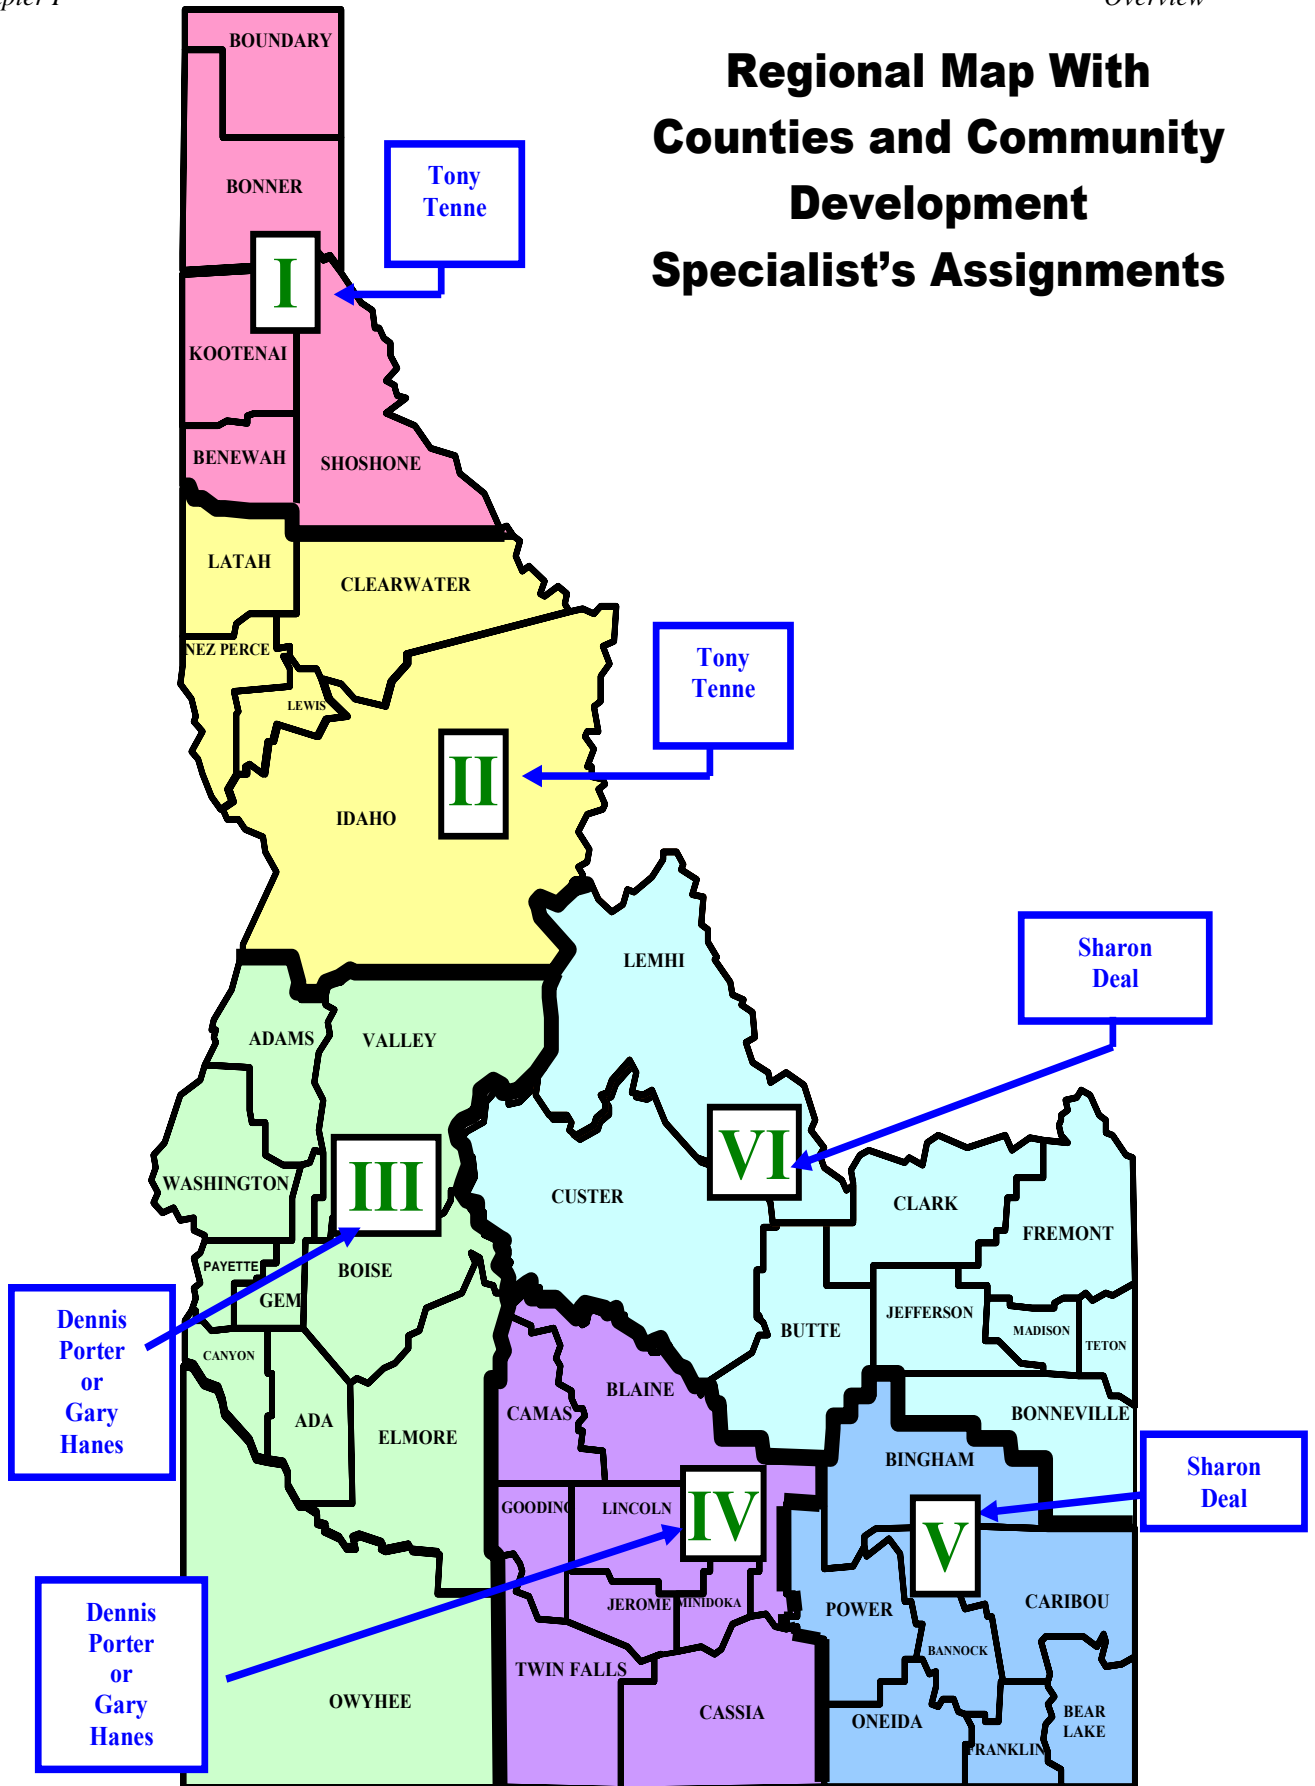 Overview
Regional Map With
Counties and Community
Development
Specialist's Assignments
BOUNDARY
BONNER
Tony
Tenne
I
KOOTENAI
BENEWAH
SHOSHONE
LATAH
CLEARWATER
NEZ PERCE
LEWIS
Tony
Tenne
II
IDAHO
LEMHI
Sharon
Deal
ADAMS
VALLEY
VI
WASHINGTON
III
CUSTER
CLARK
FREMONT
PAYETTE
BOISE
GEM
Dennis
Porter
or
Gary
Hanes
JEFFERSON
MADISON
TETON
BUTTE
CANYON
ADA
ELMORE
CAMAS
BLAINE
BONNEVILLE
BINGHAM
Sharon
Deal
GOODING
LINCOLN
IV
V
JEROME
MINIDOKA
POWER
CARIBOU
BANNOCK
Dennis
Porter
or
Gary
Hanes
TWIN FALLS
OWYHEE
CASSIA
ONEIDA
BEAR
LAKE
FRANKLIN